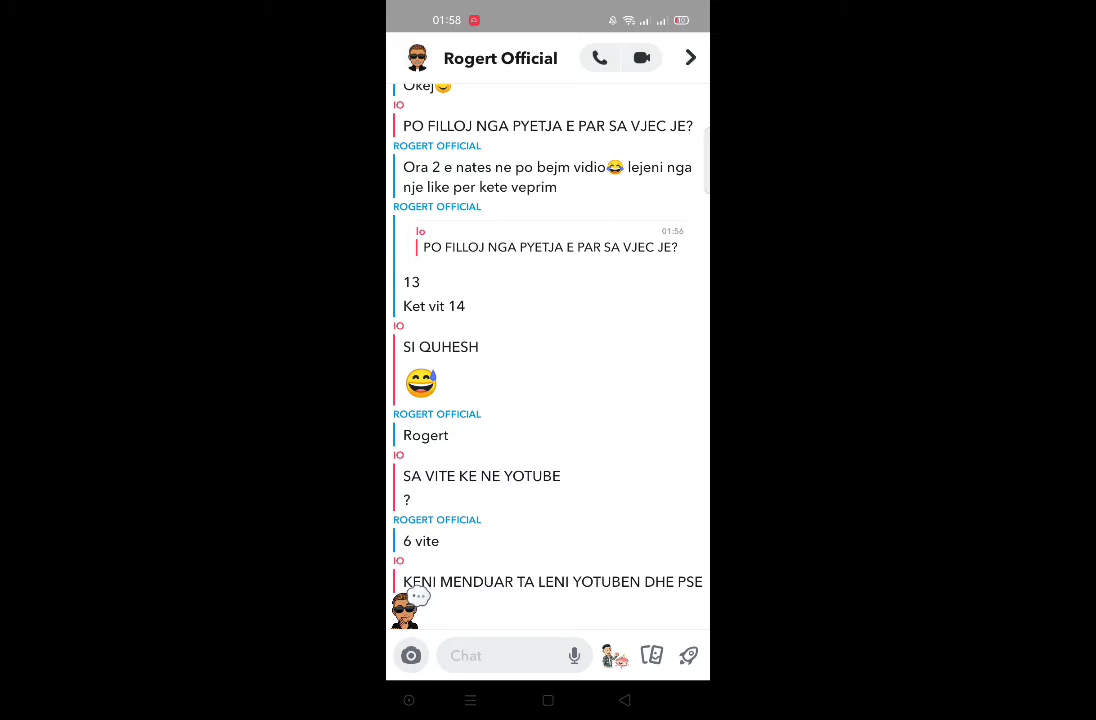 01:58
Rogert Official
Okej😊
IO
PO FILLOJ NGA PYETJA E PAR SA VJEC JE?
ROGERT OFFICIAL
Ora 2 e nates ne po bejm vidio😂 lejeni nga
nje like per kete veprim
ROGERT OFFICIAL
Io 01:56
PO FILLOJ NGA PYETJA E PAR SA VJEC JE?
13
Ket vit 14
IO
SI QUHESH
😅
ROGERT OFFICIAL
Rogert
IO
SA VITE KE NE YOTUBE
?
ROGERT OFFICIAL
6 vite
IO
KENI MENDUAR TA LENI YOTUBEN DHE PSE
Chat